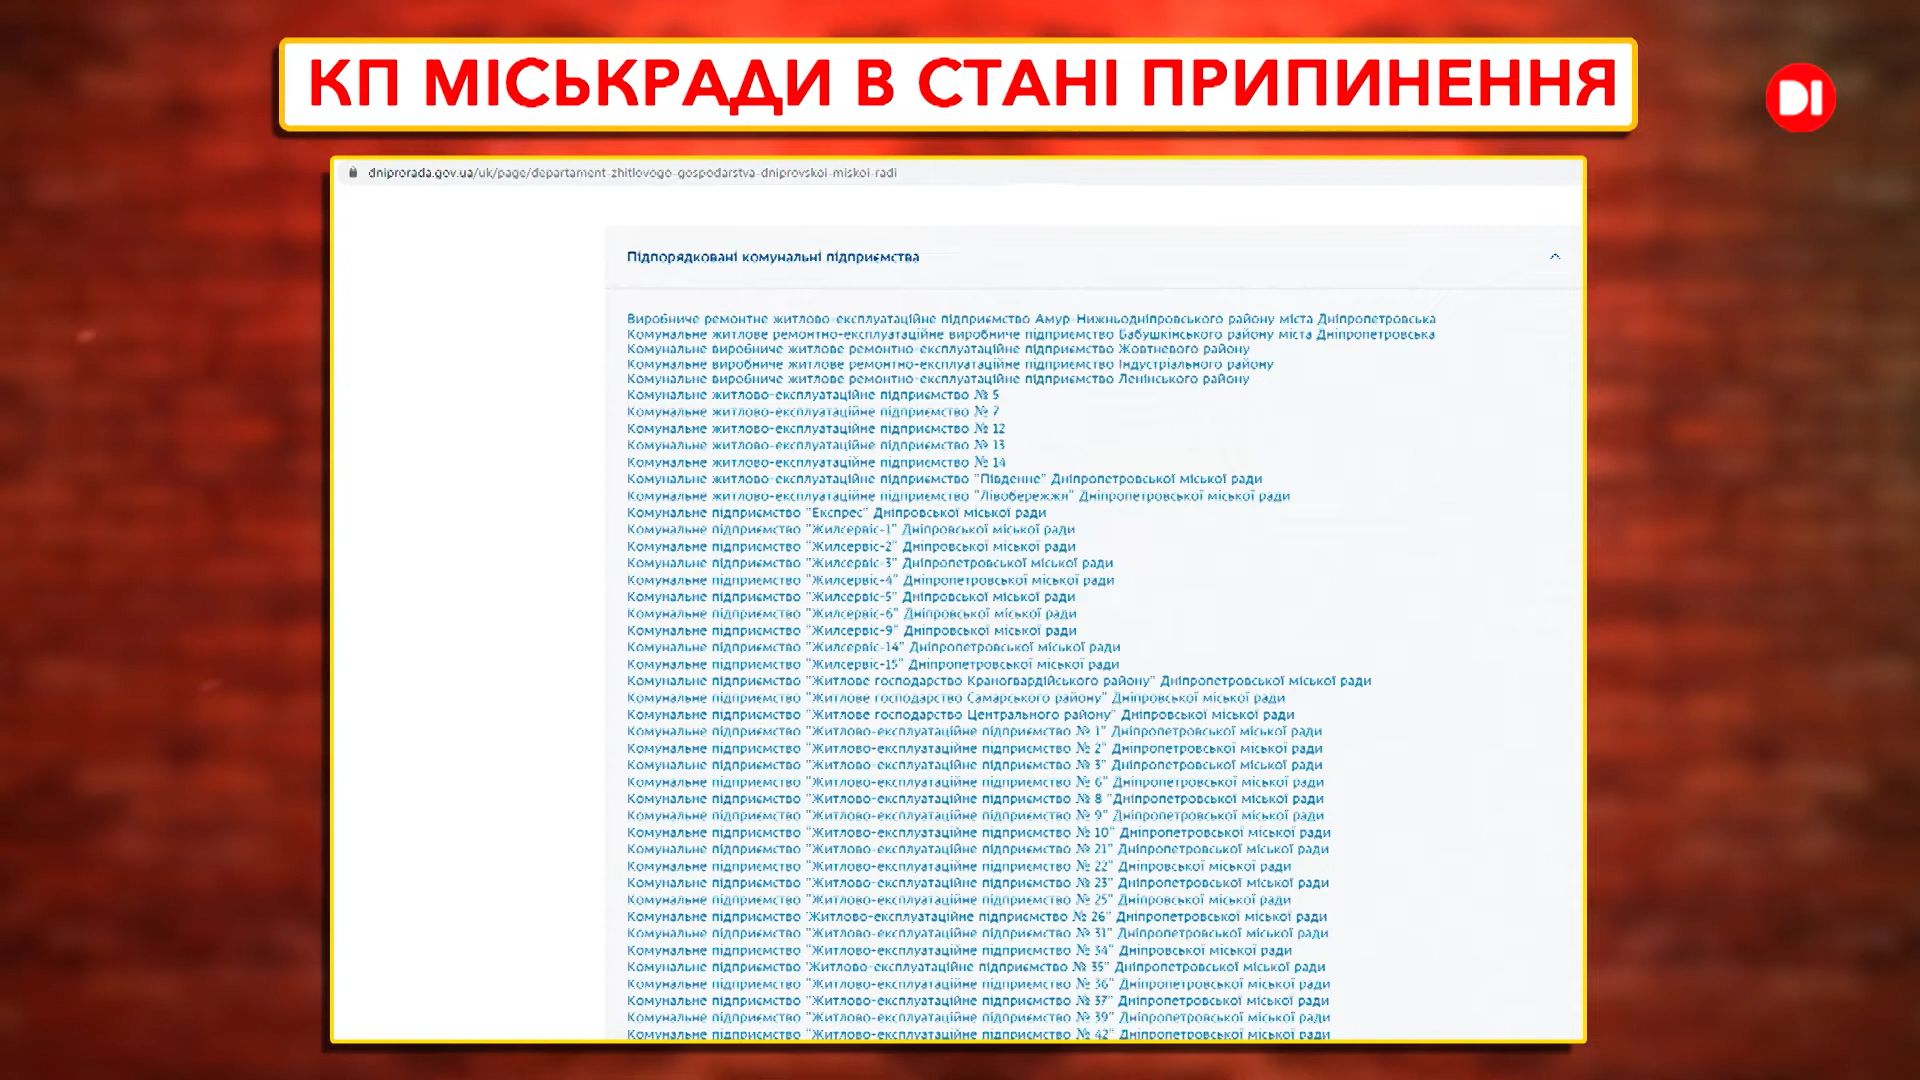 КП МІСЬКРАДИ В СТАНІ ПРИПИНЕННЯ
DI
dniprorada.gov.ua/uk/page/departament-zhitlovogo-gospodarstva-dniprovskoi-miskoi-radi
Підпорядковані комунальні підприємства
Виробниче ремонтне житлово-експлуатаційне підприємство Амур-Нижньодніпровського району міста Дніпропетровська
Комунальне житлове ремонтно-експлуатаційне виробниче підприємство Бабушкінського району міста Дніпропетровська
Комунальне виробниче житлове ремонтно-експлуатаційне підприємство Жовтневого району
Комунальне виробниче житлове ремонтно-експлуатаційне підприємство Індустріального району
Комунальне виробниче житлове ремонтно-експлуатаційне підприємство Ленінського району
Комунальне житлово-експлуатаційне підприємство № 5
Комунальне житлово-експлуатаційне підприємство № 7
Комунальне житлово-експлуатаційне підприємство № 12
Комунальне житлово-експлуатаційне підприємство № 13
Комунальне житлово-експлуатаційне підприємство № 14
Комунальне житлово-експлуатаційне підприємство "Південне" Дніпропетровської міської ради
Комунальне житлово-експлуатаційне підприємство "Лівобережжя" Дніпропетровської міської ради
Комунальне підприємство "Експрес" Дніпровської міської ради
Комунальне підприємство "Жилсервіс-1" Дніпровської міської ради
Комунальне підприємство "Жилсервіс-2" Дніпровської міської ради
Комунальне підприємство "Жилсервіс-3" Дніпропетровської міської ради
Комунальне підприємство "Жилсервіс-4" Дніпропетровської міської ради
Комунальне підприємство "Жилсервіс-5" Дніпровської міської ради
Комунальне підприємство "Жилсервіс-6" Дніпровської міської ради
Комунальне підприємство "Жилсервіс-9" Дніпровської міської ради
Комунальне підприємство "Жилсервіс-14" Дніпропетровської міської ради
Комунальне підприємство "Жилсервіс-15" Дніпропетровської міської ради
Комунальне підприємство "Житлове господарство Краногвардійського району" Дніпропетровської міської ради
Комунальне підприємство "Житлове господарство Самарського району" Дніпровської міської ради
Комунальне підприємство "Житлове господарство Центрального району" Дніпровської міської ради
Комунальне підприємство "Житлово-експлуатаційне підприємство № 1" Дніпропетровської міської ради
Комунальне підприємство "Житлово-експлуатаційне підприємство № 2" Дніпропетровської міської ради
Комунальне підприємство "Житлово-експлуатаційне підприємство № 3" Дніпропетровської міської ради
Комунальне підприємство "Житлово-експлуатаційне підприємство № 6" Дніпропетровської міської ради
Комунальне підприємство "Житлово-експлуатаційне підприємство № 8 "Дніпропетровської міської ради
Комунальне підприємство "Житлово-експлуатаційне підприємство № 9" Дніпропетровської міської ради
Комунальне підприємство "Житлово-експлуатаційне підприємство № 10" Дніпропетровської міської ради
Комунальне підприємство "Житлово-експлуатаційне підприємство № 21" Дніпропетровської міської ради
Комунальне підприємство "Житлово-експлуатаційне підприємство № 22" Дніпровської міської ради
Комунальне підприємство "Житлово-експлуатаційне підприємство № 23" Дніпропетровської міської ради
Комунальне підприємство "Житлово-експлуатаційне підприємство № 25" Дніпровської міської ради
Комунальне підприємство 'Житлово-експлуатаційне підприємство № 26" Дніпропетровської міської ради
Комунальне підприємство "Житлово-експлуатаційне підприємство № 31" Дніпропетровської міської ради
Комунальне підприємство "Житлово-експлуатаційне підприємство № 34" Дніпровської міської ради
Комунальне підприємство 'Житлово-експлуатаційне підприємство № 35" Дніпропетровської міської ради
Комунальне підприємство "Житлово-експлуатаційне підприємство № 36" Дніпропетровської міської ради
Комунальне підприємство "Житлово-експлуатаційне підприємство № 37" Дніпропетровської міської ради
Комунальне підприємство "Житлово-експлуатаційне підприємство № 39" Дніпропетровської міської ради
Комунальне підприємство "Житлово-експлуатаційне підприємство № 42" Дніпропетровської міської ради